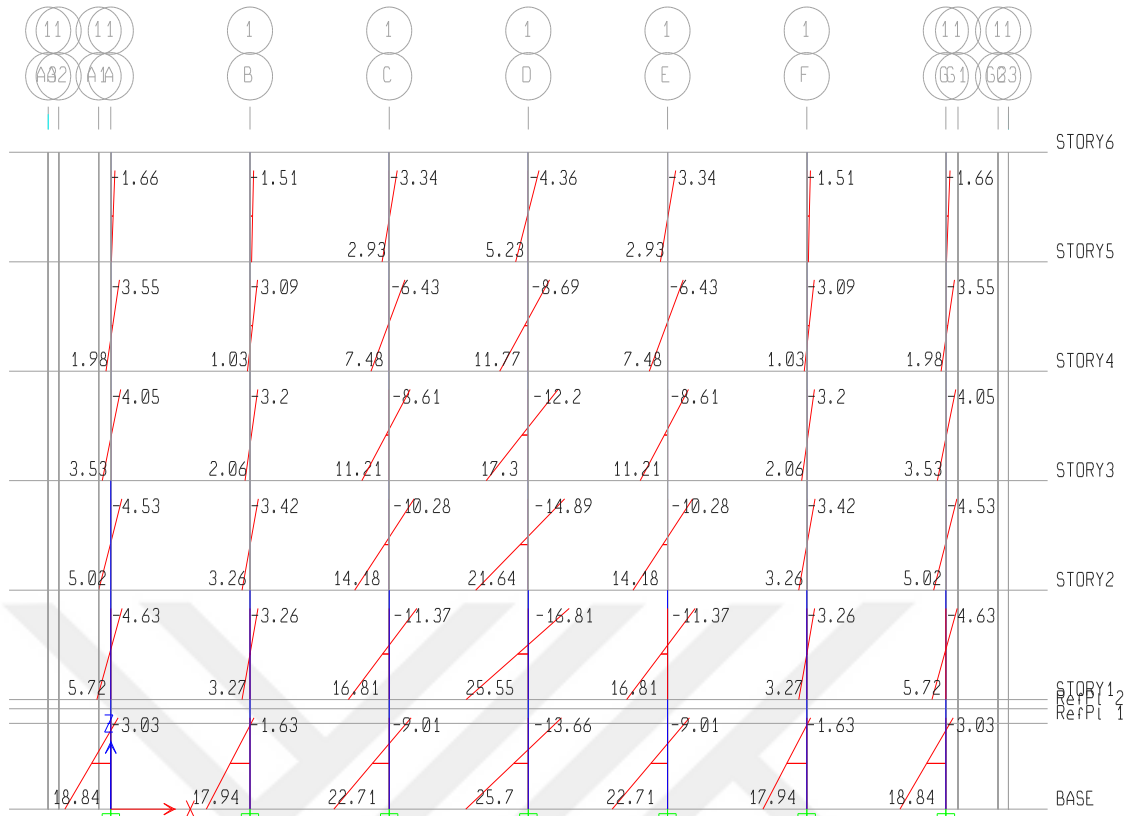 11 11 1 1 1 1 1 11 11
A2 A1 A B C D E F G G1 G2 G3
STORY6
-1.66 -1.51 -3.34 -4.36 -3.34 -1.51 -1.66
2.93 5.23 2.93 STORY5
-3.55 -3.09 -6.43 -8.69 -6.43 -3.09 -3.55
1.98 1.03 7.48 11.77 7.48 1.03 1.98 STORY4
-4.05 -3.2 -8.61 -12.2 -8.61 -3.2 -4.05
3.53 2.06 11.21 17.3 11.21 2.06 3.53 STORY3
-4.53 -3.42 -10.28 -14.89 -10.28 -3.42 -4.53
5.02 3.26 14.18 21.64 14.18 3.26 5.02 STORY2
-4.63 -3.26 -11.37 -16.81 -11.37 -3.26 -4.63
5.72 3.27 16.81 25.55 16.81 3.27 5.72 STORY1
RefPl 2
RefPl 1
Z -3.03 -1.63 -9.01 -13.66 -9.01 -1.63 -3.03
18.84 X 17.94 22.71 25.7 22.71 17.94 18.84 BASE